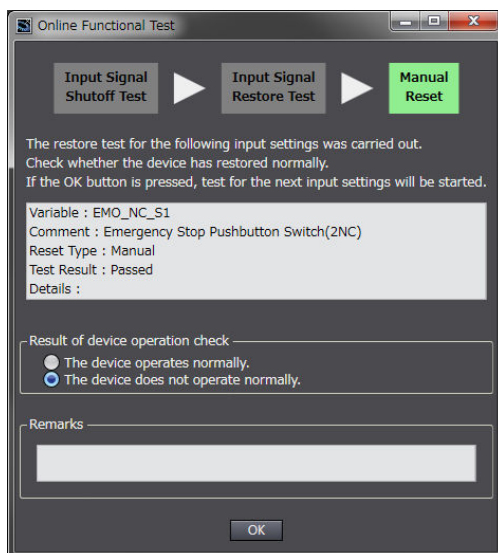 Online Functional Test
Input Signal
Shutoff Test
Input Signal
Restore Test
Manual
Reset
The restore test for the following input settings was carried out.
Check whether the device has restored normally.
If the OK button is pressed, test for the next input settings will be started.
Variable : EMO_NC_S1
Comment : Emergency Stop Pushbutton Switch(2NC)
Reset Type : Manual
Test Result : Passed
Details :
Result of device operation check
The device operates normally.
The device does not operate normally.
Remarks
OK